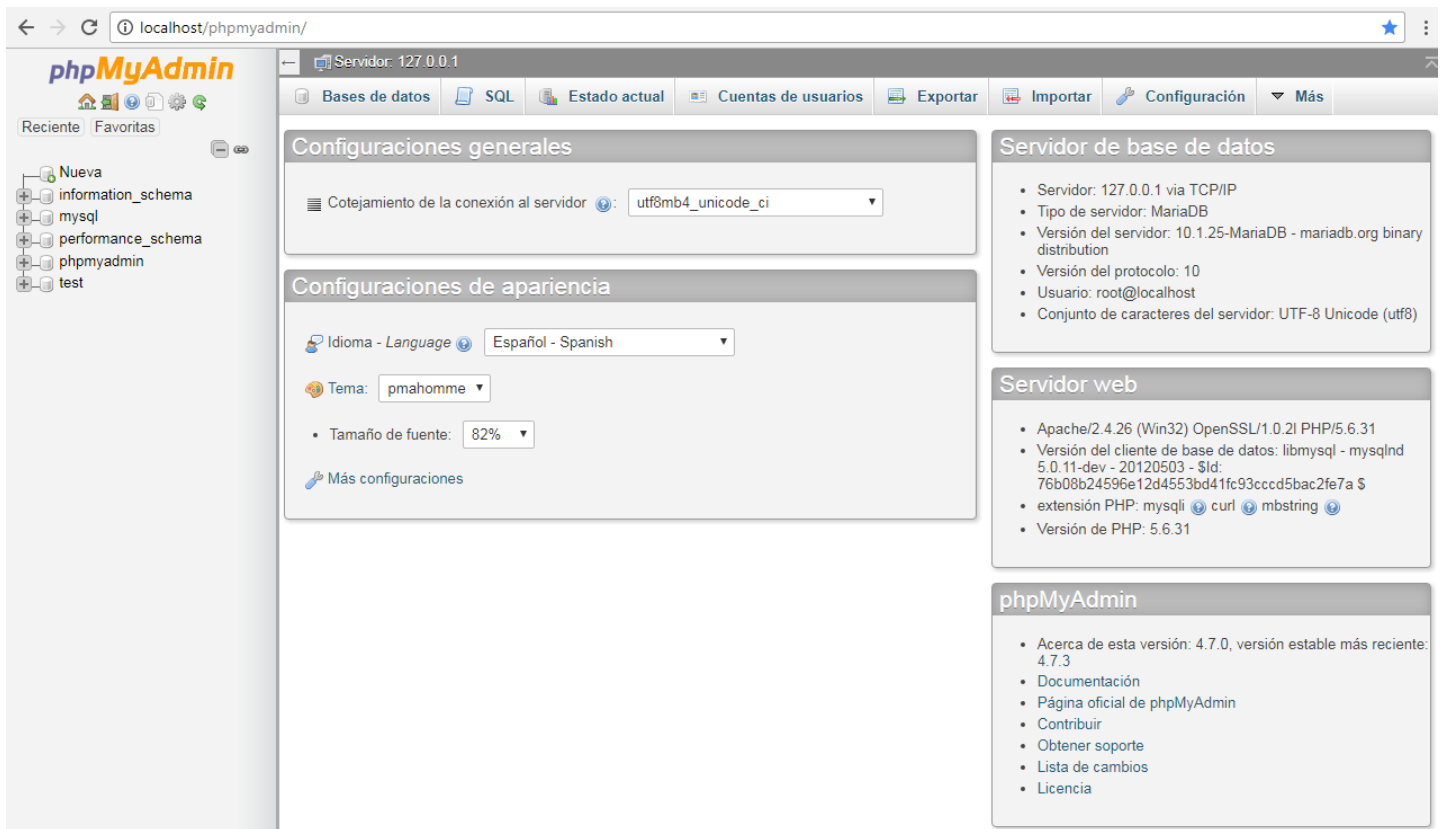 localhost/phpmyadmin/
phpMyAdmin
Reciente Favoritas
Nueva
information_schema
mysql
performance_schema
phpmyadmin
test
Servidor: 127.0.0.1
Bases de datos SQL Estado actual Cuentas de usuarios Exportar Importar Configuración Más
Configuraciones generales
Cotejamiento de la conexión al servidor : utf8mb4_unicode_ci
Configuraciones de apariencia
Idioma - Language Español - Spanish
Tema: pmahomme
• Tamaño de fuente: 82%
Más configuraciones
Servidor de base de datos
• Servidor: 127.0.0.1 via TCP/IP
• Tipo de servidor: MariaDB
• Versión del servidor: 10.1.25-MariaDB - mariadb.org binary
distribution
• Versión del protocolo: 10
• Usuario: root@localhost
• Conjunto de caracteres del servidor: UTF-8 Unicode (utf8)
Servidor web
• Apache/2.4.26 (Win32) OpenSSL/1.0.2l PHP/5.6.31
• Versión del cliente de base de datos: libmysql - mysqlnd
5.0.11-dev - 20120503 - $Id:
76b08b24596e12d4553bd41fc93cccd5bac2fe7a $
• extensión PHP: mysqli curl mbstring
• Versión de PHP: 5.6.31
phpMyAdmin
• Acerca de esta versión: 4.7.0, versión estable más reciente:
4.7.3
• Documentación
• Página oficial de phpMyAdmin
• Contribuir
• Obtener soporte
• Lista de cambios
• Licencia